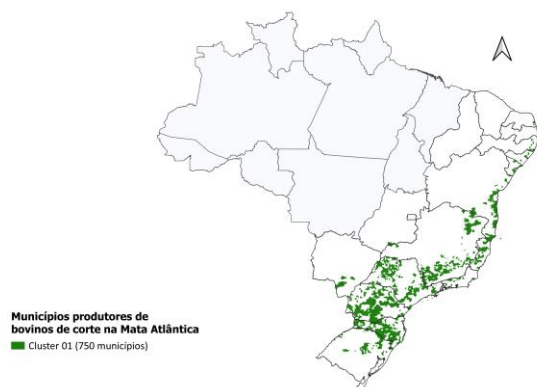 Municípios produtores de
bovinos de corte na Mata Atlântica
Cluster 01 (750 municípios)